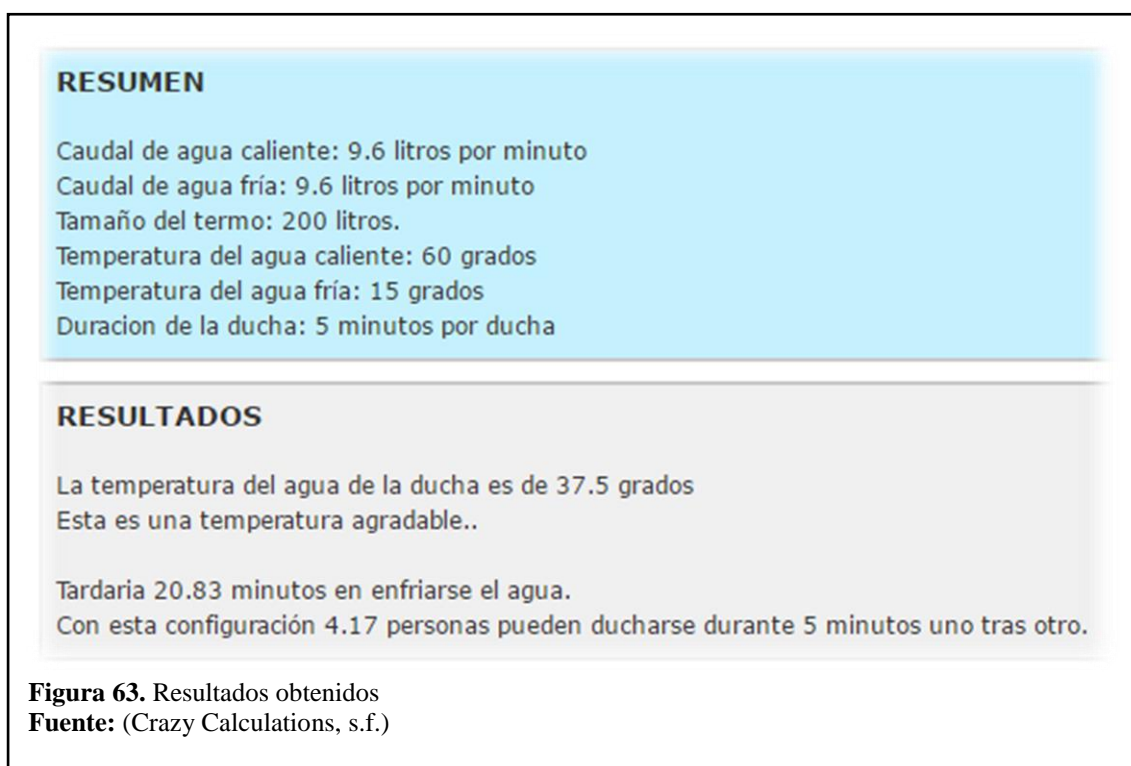 RESUMEN
Caudal de agua caliente: 9.6 litros por minuto
Caudal de agua fría: 9.6 litros por minuto
Tamaño del termo: 200 litros.
Temperatura del agua caliente: 60 grados
Temperatura del agua fría: 15 grados
Duracion de la ducha: 5 minutos por ducha
RESULTADOS
La temperatura del agua de la ducha es de 37.5 grados
Esta es una temperatura agradable..
Tardaria 20.83 minutos en enfriarse el agua.
Con esta configuración 4.17 personas pueden ducharse durante 5 minutos uno tras otro.
Figura 63. Resultados obtenidos
Fuente: (Crazy Calculations, s.f.)